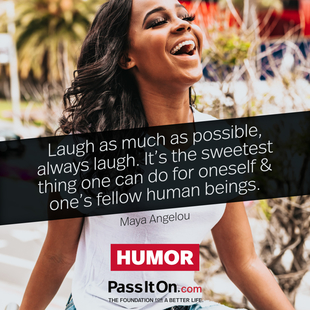 Laugh as much as possible,
always laugh. It's the sweetest
thing one can do for oneself &
one's fellow human beings.
Maya Angelou
HUMOR
PassItOn.com
THE FOUNDATION FOR A BETTER LIFE